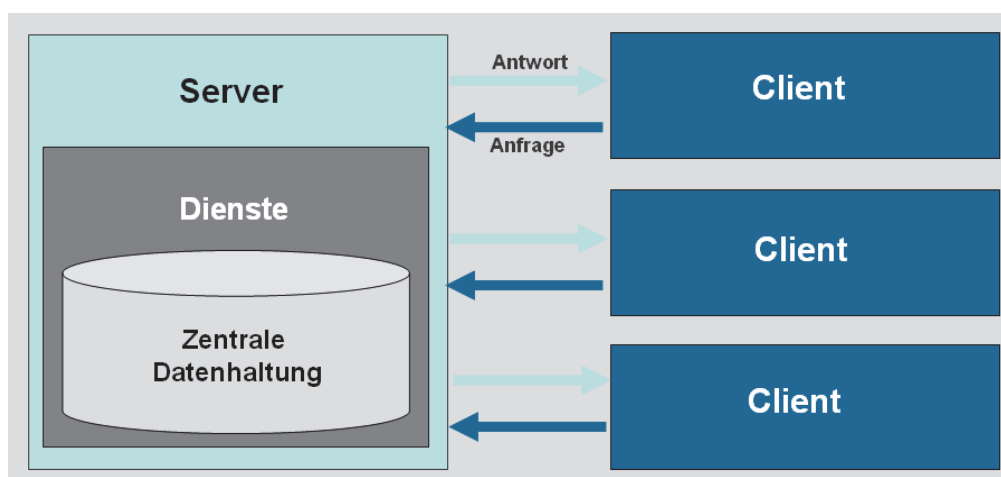 Server
Antwort
Anfrage
Client
Dienste
Client
Zentrale
Datenhaltung
Client